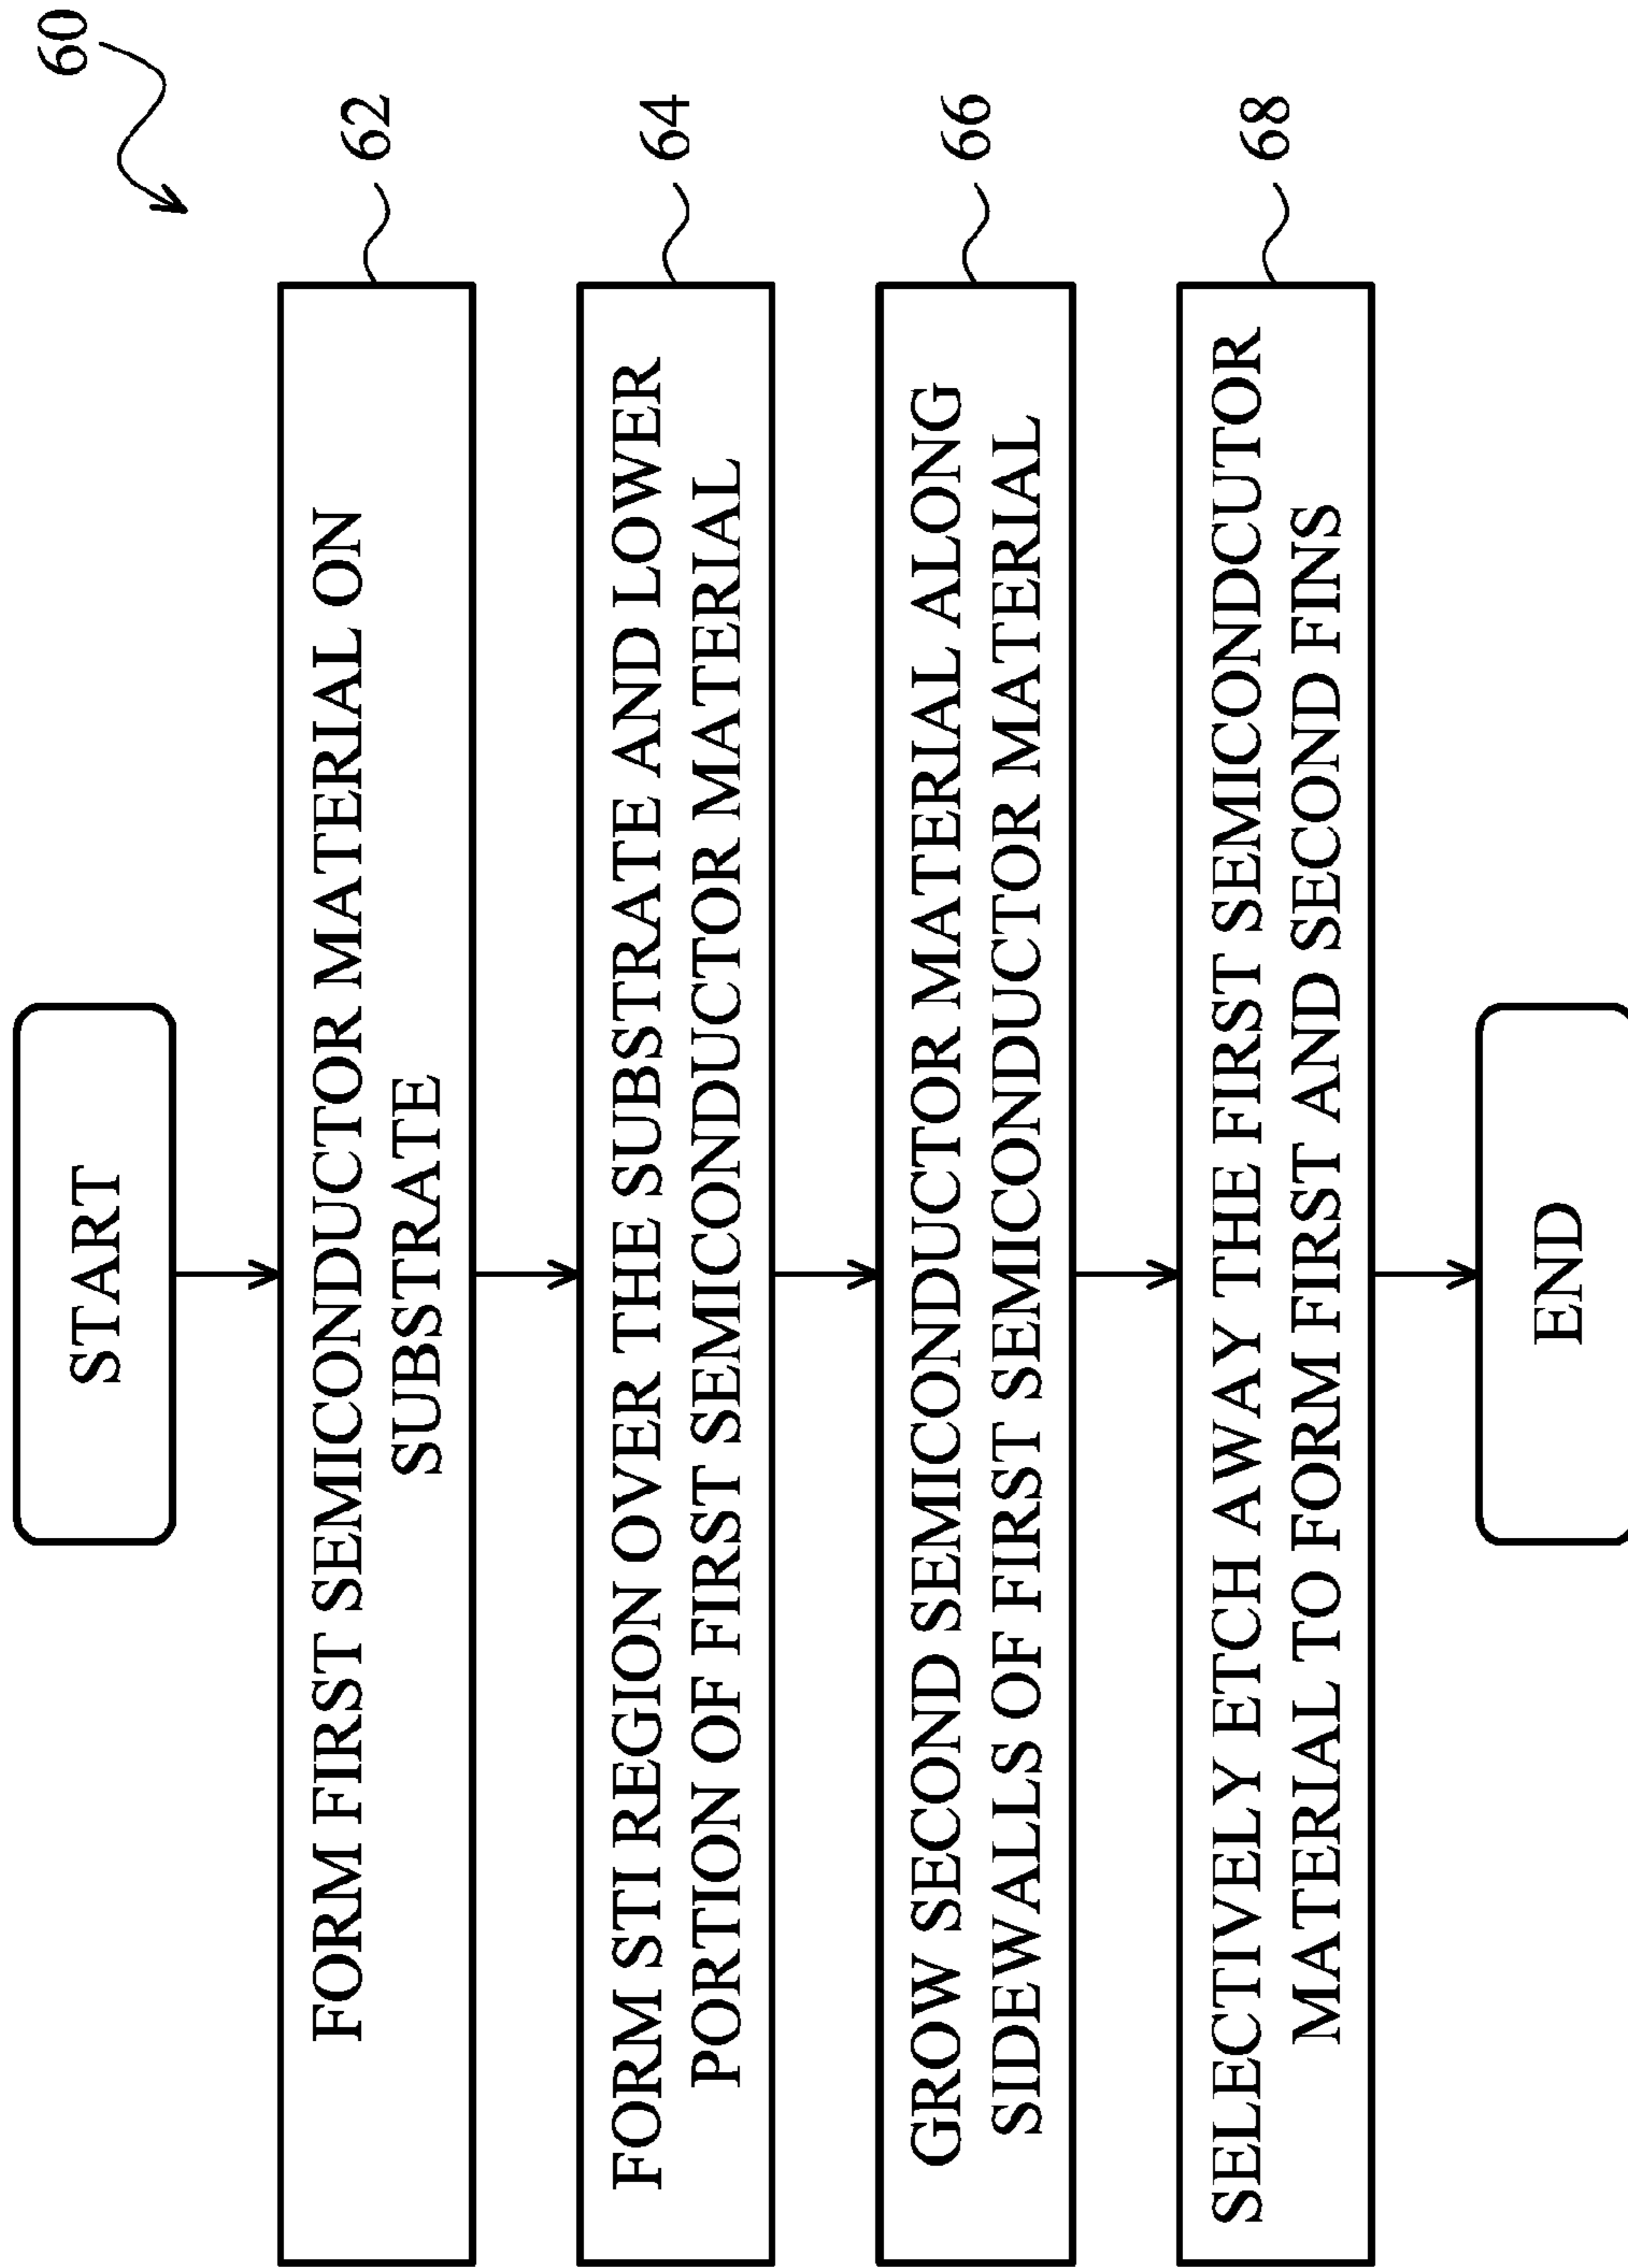 60
START
FORM FIRST SEMICONDUCTOR MATERIAL ON
SUBSTRATE
62
FORM STI REGION OVER THE SUBSTRATE AND LOWER
PORTION OF FIRST SEMICONDUCTOR MATERIAL
64
GROW SECOND SEMICONDUCTOR MATERIAL ALONG
SIDEWALLS OF FIRST SEMICONDUCTOR MATERIAL
66
SELECTIVELY ETCH AWAY THE FIRST SEMICONDCUTOR
MATERIAL TO FORM FIRST AND SECOND FINS
68
END